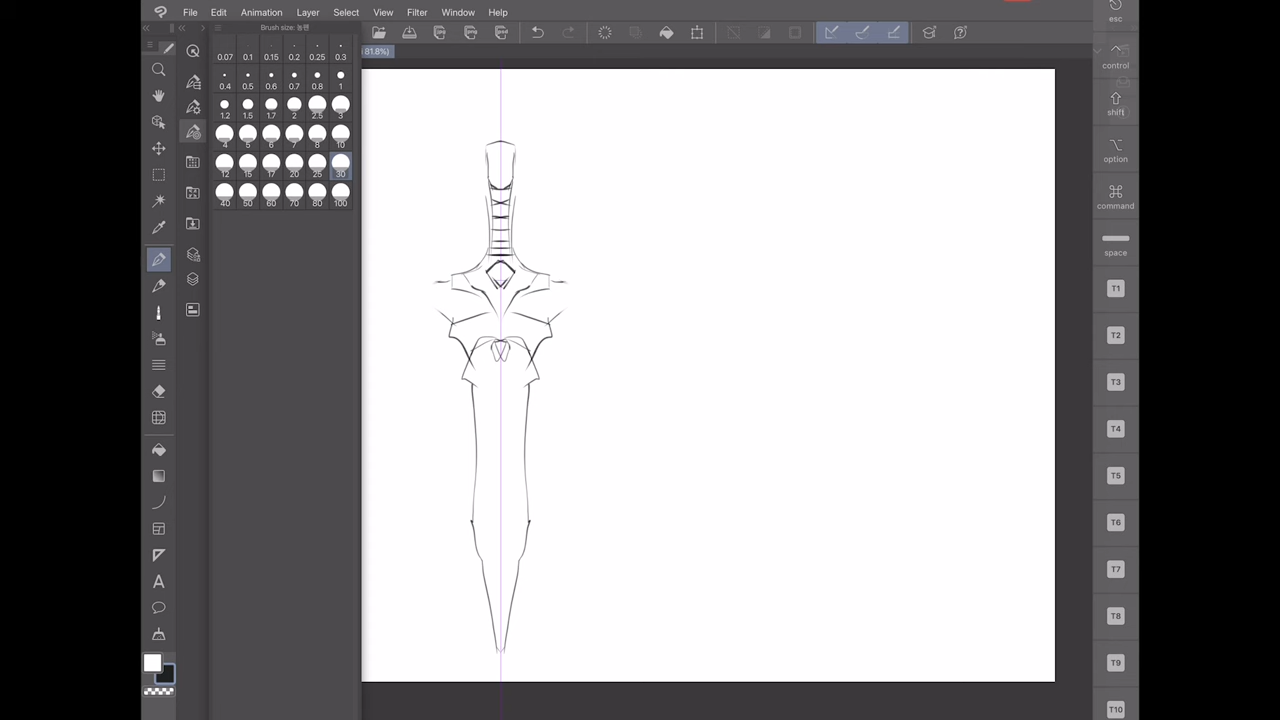 File Edit Animation Layer Select View Filter Window Help
esc
Brush size: 농펜
81.8%)
0.07 0.1 0.15 0.2 0.25 0.3
control
0.4 0.5 0.6 0.7 0.8 1
1.2 1.5 1.7 2 2.5 3
shift
4 5 6 7 8 10
option
12 15 17 20 25 30
40 50 60 70 80 100
command
space
T1
T2
T3
T4
T5
T6
T7
T8
T9
T10